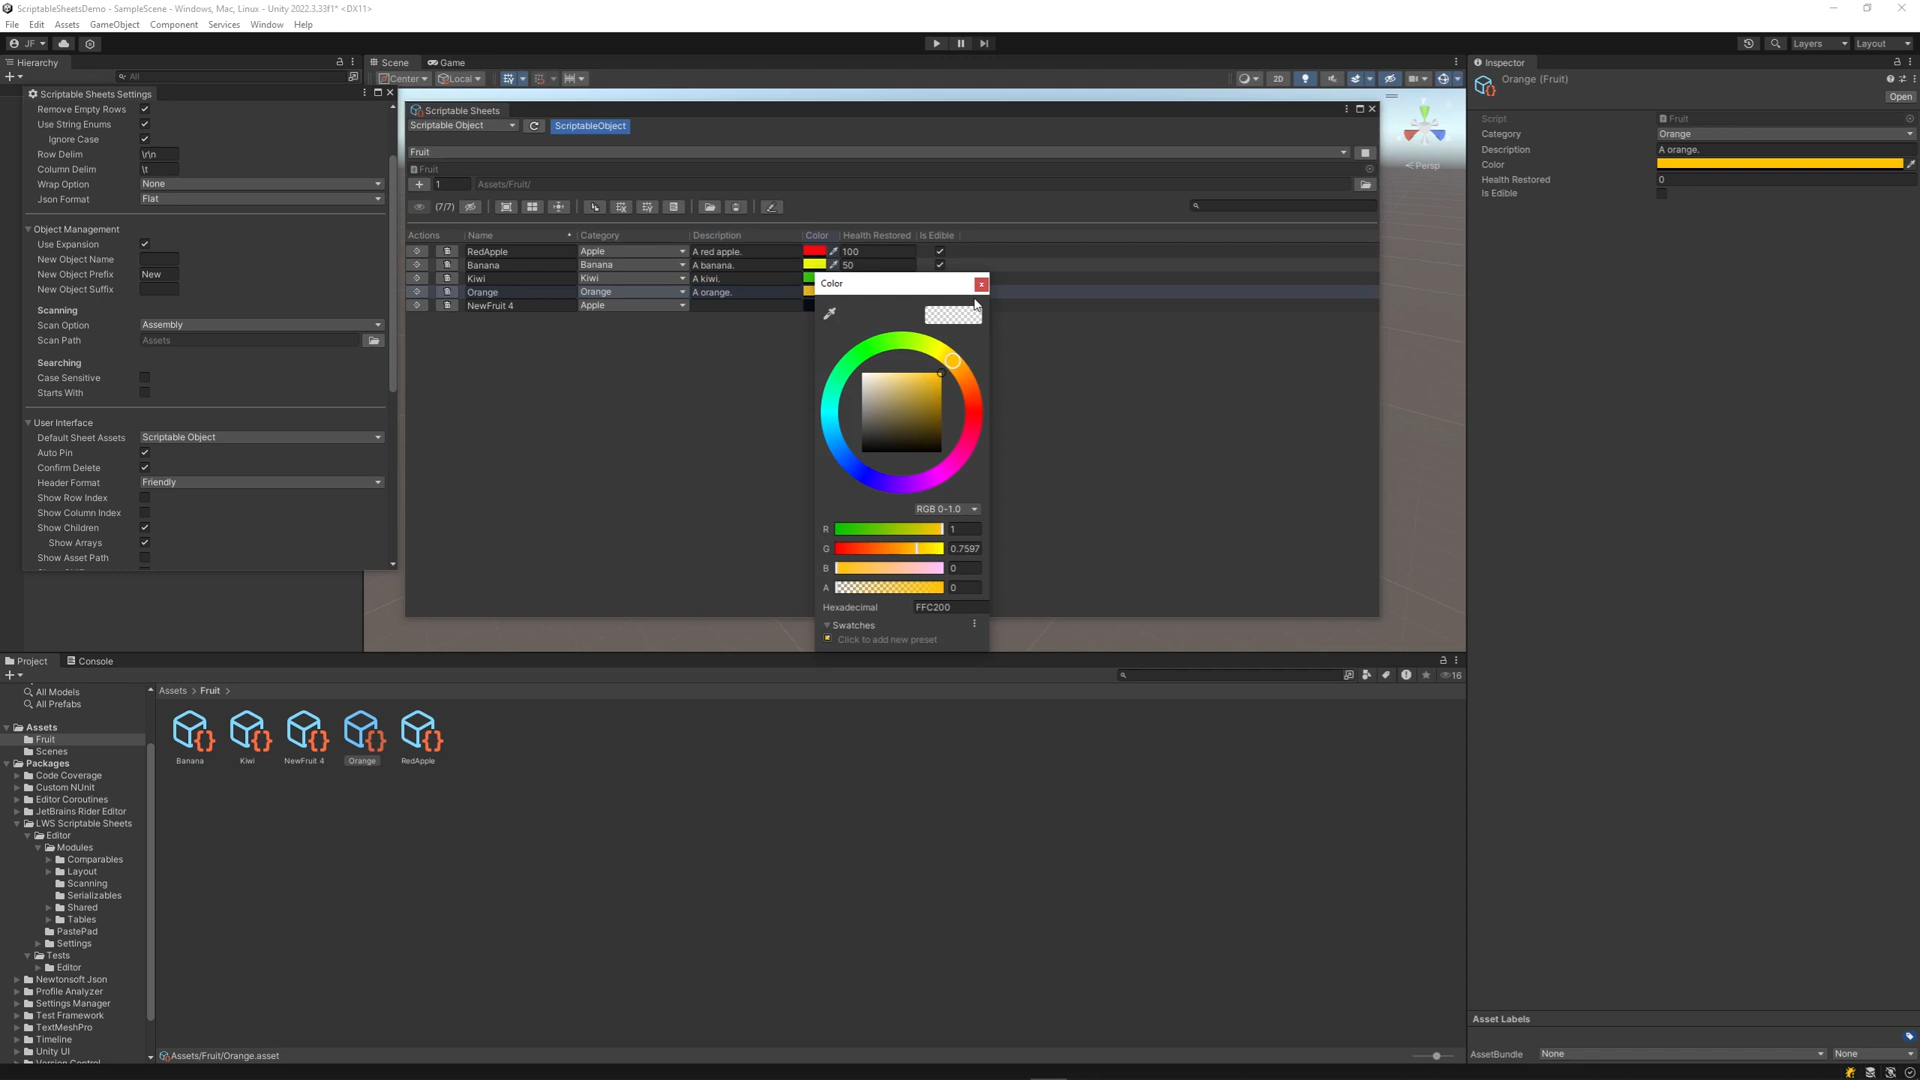 ScriptableSheetsDemo - SampleScene - Windows, Mac, Linux - Unity 2022.3.33f1* <DX11>
File Edit Assets GameObject Component Services Window Help
JF Layers Layout
Hierarchy
All
Scene Game
Center Local 2D
Persp
Scriptable Sheets Settings
Remove Empty Rows
Use String Enums
Ignore Case
Row Delim \r\n
Column Delim \t
Wrap Option None
Json Format Flat
Object Management
Use Expansion
New Object Name
New Object Prefix New
New Object Suffix
Scanning
Scan Option Assembly
Scan Path Assets
Searching
Case Sensitive
Starts With
User Interface
Default Sheet Assets Scriptable Object
Auto Pin
Confirm Delete
Header Format Friendly
Show Row Index
Show Column Index
Show Children
Show Arrays
Show Asset Path
Scriptable Sheets
Scriptable Object ScriptableObject
Fruit
Fruit
1 Assets/Fruit/
(7/7)
Actions Name Category Description Color Health Restored Is Edible
RedApple Apple A red apple. 100
Banana Banana A banana. 50
Kiwi Kiwi A kiwi.
Orange Orange A orange.
NewFruit 4 Apple
Color
RGB 0-1.0
R 1
G 0.7597
B 0
A 0
Hexadecimal FFC200
Swatches
Click to add new preset
Inspector
Orange (Fruit)
Open
Script Fruit
Category Orange
Description A orange.
Color
Health Restored 0
Is Edible
Asset Labels
AssetBundle None None
Project Console
16
All Models
All Prefabs
Assets
Fruit
Scenes
Packages
Code Coverage
Custom NUnit
Editor Coroutines
JetBrains Rider Editor
LWS Scriptable Sheets
Editor
Modules
Comparables
Layout
Scanning
Serializables
Shared
Tables
PastePad
Settings
Tests
Editor
Newtonsoft Json
Profile Analyzer
Settings Manager
Test Framework
TextMeshPro
Timeline
Unity UI
Version Control
Assets > Fruit >
Banana Kiwi NewFruit 4 Orange RedApple
Assets/Fruit/Orange.asset